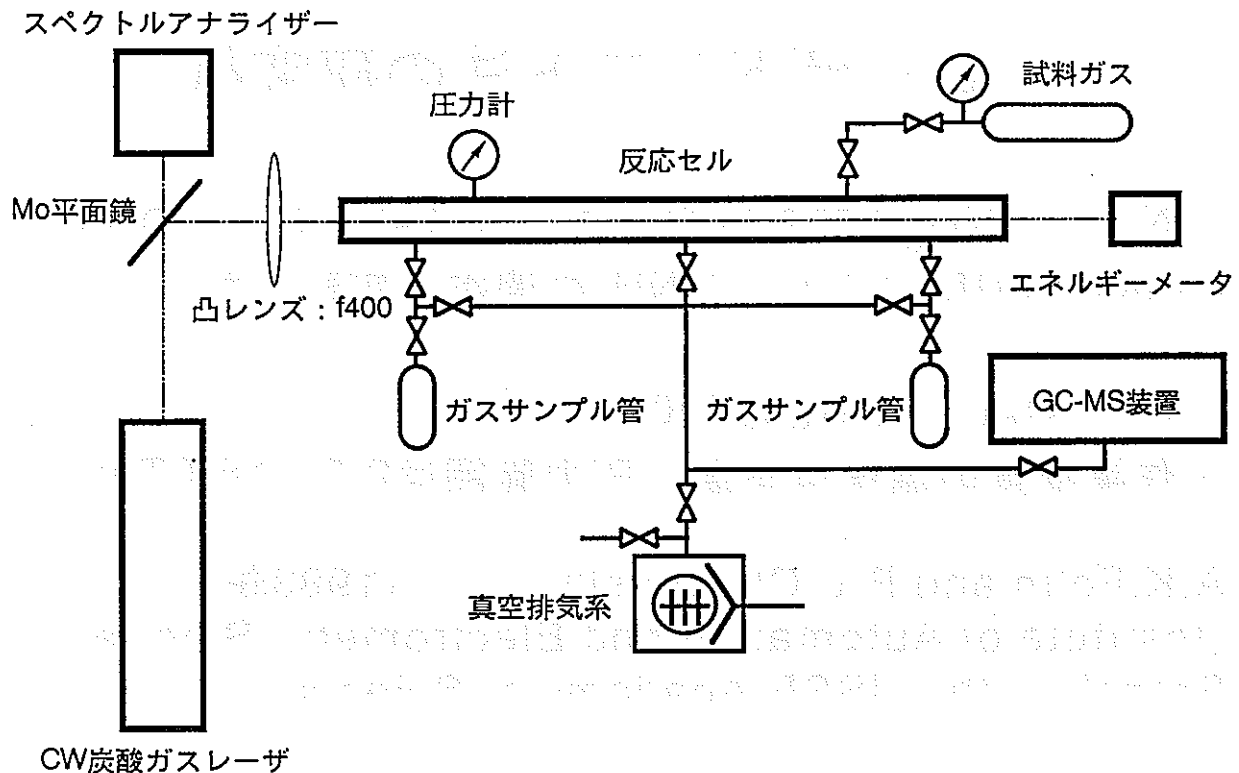 スペクトルアナライザー
試料ガス
圧力計
反応セル
Mo平面鏡
エネルギーメータ
凸レンズ：f400
ガスサンプル管
ガスサンプル管
GC-MS装置
真空排気系
CW炭酸ガスレーザ